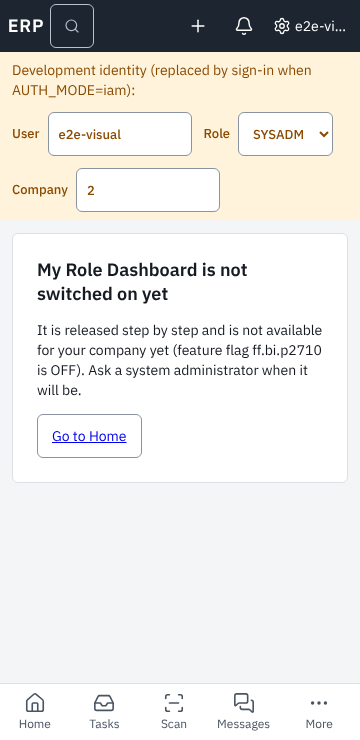 ERP
e2e-vi...
Development identity (replaced by sign-in when
AUTH_MODE=iam):
User e2e-visual Role SYSADM
Company 2
My Role Dashboard is not
switched on yet
It is released step by step and is not available
for your company yet (feature flag ff.bi.p2710
is OFF). Ask a system administrator when it
will be.
Go to Home
Home Tasks Scan Messages More